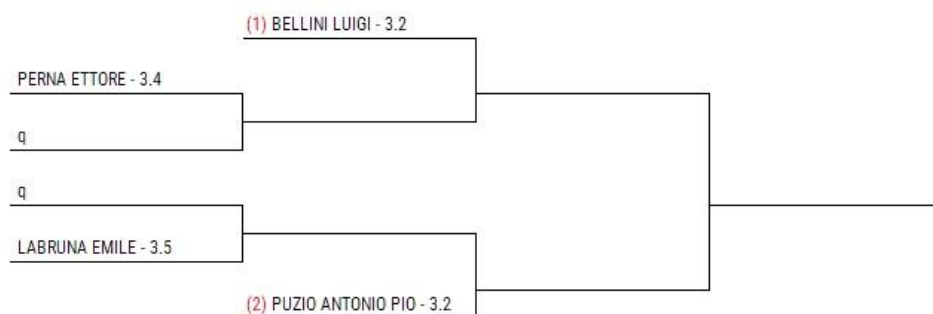 (1) BELLINI LUIGI - 3.2
PERNA ETTORE - 3.4
q
q
LABRUNA EMILE - 3.5
(2) PUZIO ANTONIO PIO - 3.2